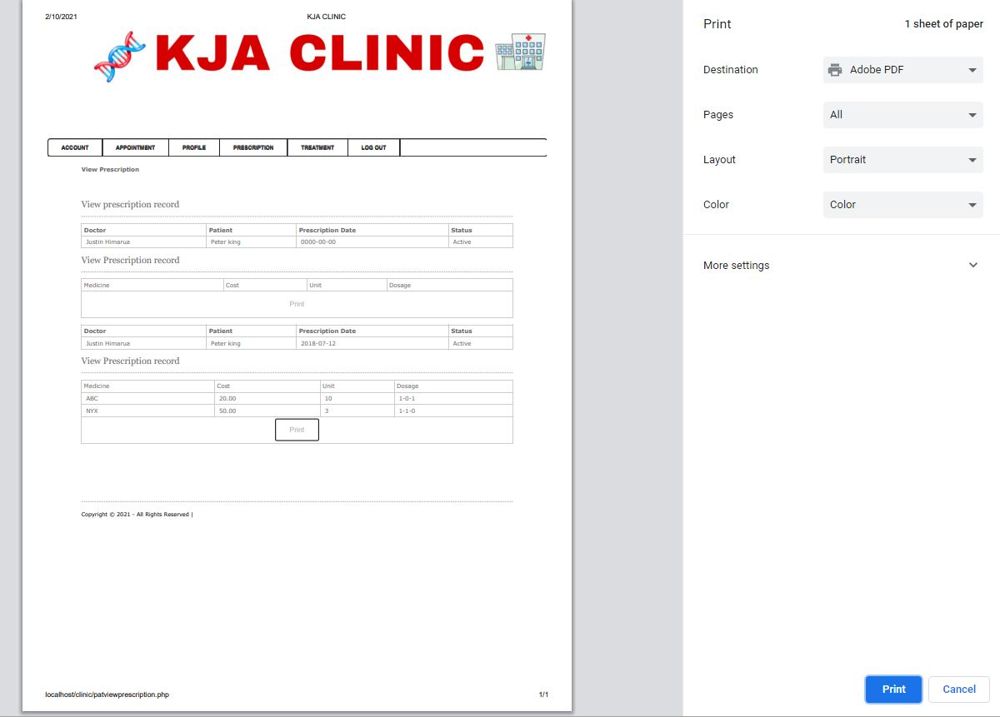 2/10/2021 KJA CLINIC
KJA CLINIC
ACCOUNT APPOINTMENT PROFILE PRESCRIPTION TREATMENT LOG OUT
View Prescription
View prescription record
Doctor Patient Prescription Date Status
Justin Himarua Peter king 0000-00-00 Active
View Prescription record
Medicine Cost Unit Dosage
Print
Doctor Patient Prescription Date Status
Justin Himarua Peter king 2018-07-12 Active
View Prescription record
Medicine Cost Unit Dosage
ABC 20.00 10 1-0-1
NYX 50.00 3 1-1-0
Print
Copyright © 2021 - All Rights Reserved |
localhost/clinic/patviewprescription.php 1/1
Print 1 sheet of paper
Destination Adobe PDF
Pages All
Layout Portrait
Color Color
More settings
Print Cancel